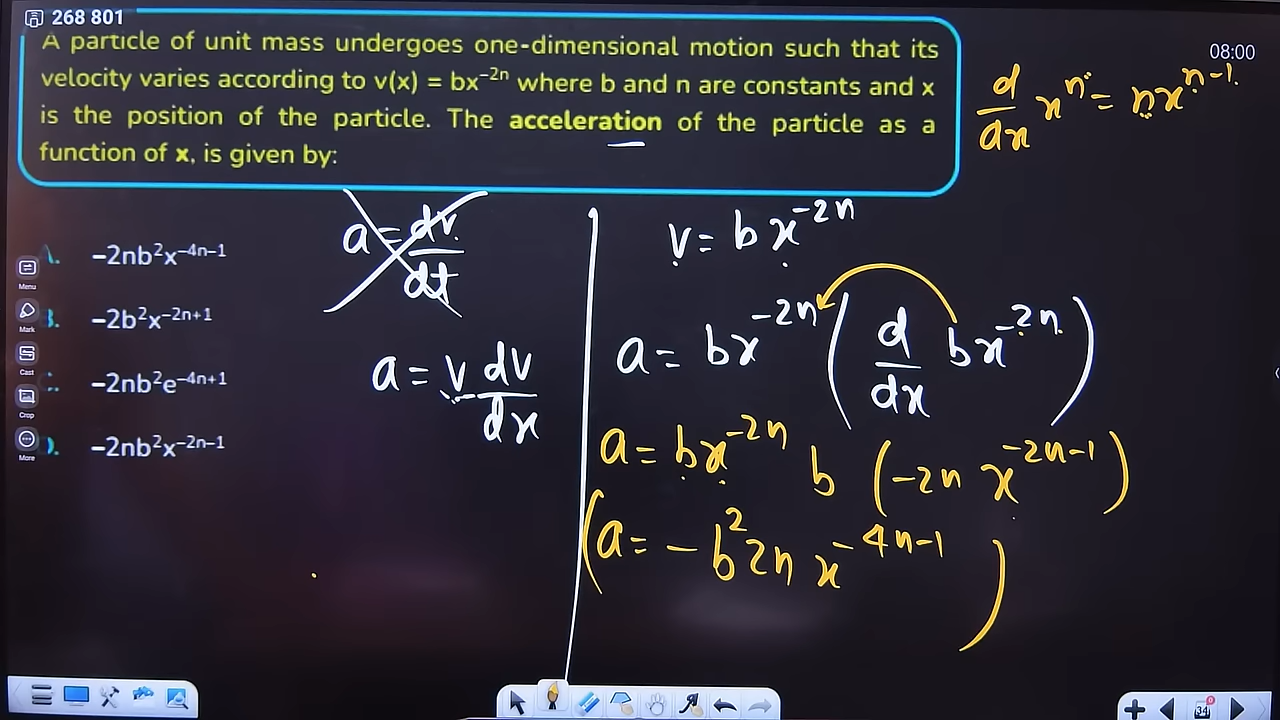 268 801
A particle of unit mass undergoes one-dimensional motion such that its
velocity varies according to v(x) = bx⁻²ⁿ where b and n are constants and x
is the position of the particle. The acceleration of the particle as a
function of x, is given by:
08:00
d/dx xⁿ = nxⁿ⁻¹
A. −2nb²x⁻⁴ⁿ⁻¹
B. −2b²x⁻²ⁿ⁺¹
C. −2nb²e⁻⁴ⁿ⁺¹
D. −2nb²x⁻²ⁿ⁻¹
Menu
Mark
Cast
Crop
More
a = dv/dt
a = v dv/dx
v = bx⁻²ⁿ
a = bx⁻²ⁿ (d/dx bx⁻²ⁿ)
a = bx⁻²ⁿ b (-2n x⁻²ⁿ⁻¹)
(a = - b²2n x⁻⁴ⁿ⁻¹)